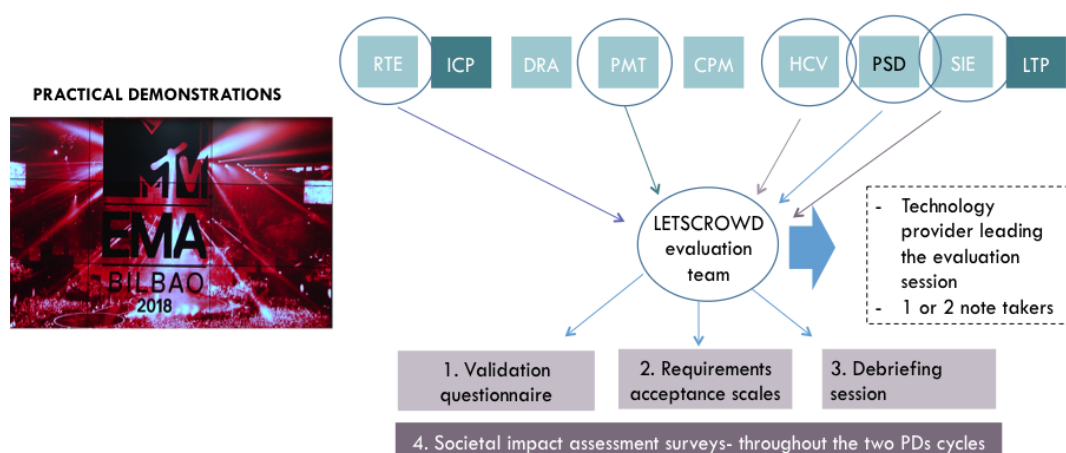 RTE
ICP
DRA
PMT
CPM
HCV
PSD
SIE
LTP
PRACTICAL DEMONSTRATIONS
MTV
EMA
BILBAO
2018
LETSCROWD
evaluation
team
- Technology
provider leading
the evaluation
session
- 1 or 2 note takers
1. Validation
questionnaire
2. Requirements
acceptance scales
3. Debriefing
session
4. Societal impact assessment surveys- throughout the two PDs cycles